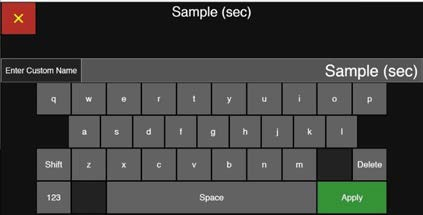 ×
Sample (sec)
Enter Custom Name Sample (sec)
q w e r t y u i o p
a s d f g h j k l
Shift z x c v b n m Delete
123 Space Apply